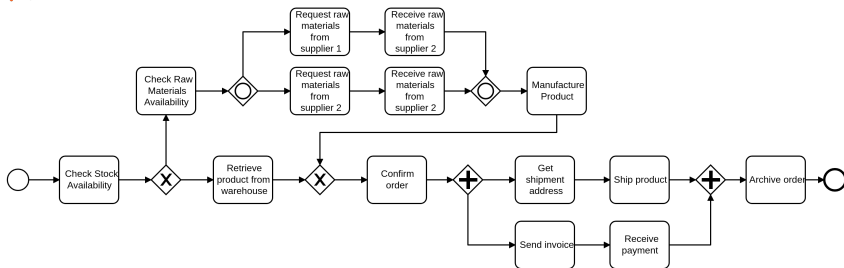 Request raw
materials
from
supplier 1
Receive raw
materials
from
supplier 2
Check Raw
Materials
Availability
Request raw
materials
from
supplier 2
Receive raw
materials
from
supplier 2
Manufacture
Product
Check Stock
Availability
X
Retrieve
product from
warehouse
X
Confirm
order
Get
shipment
address
Ship product
Archive order
Send invoice
Receive
payment